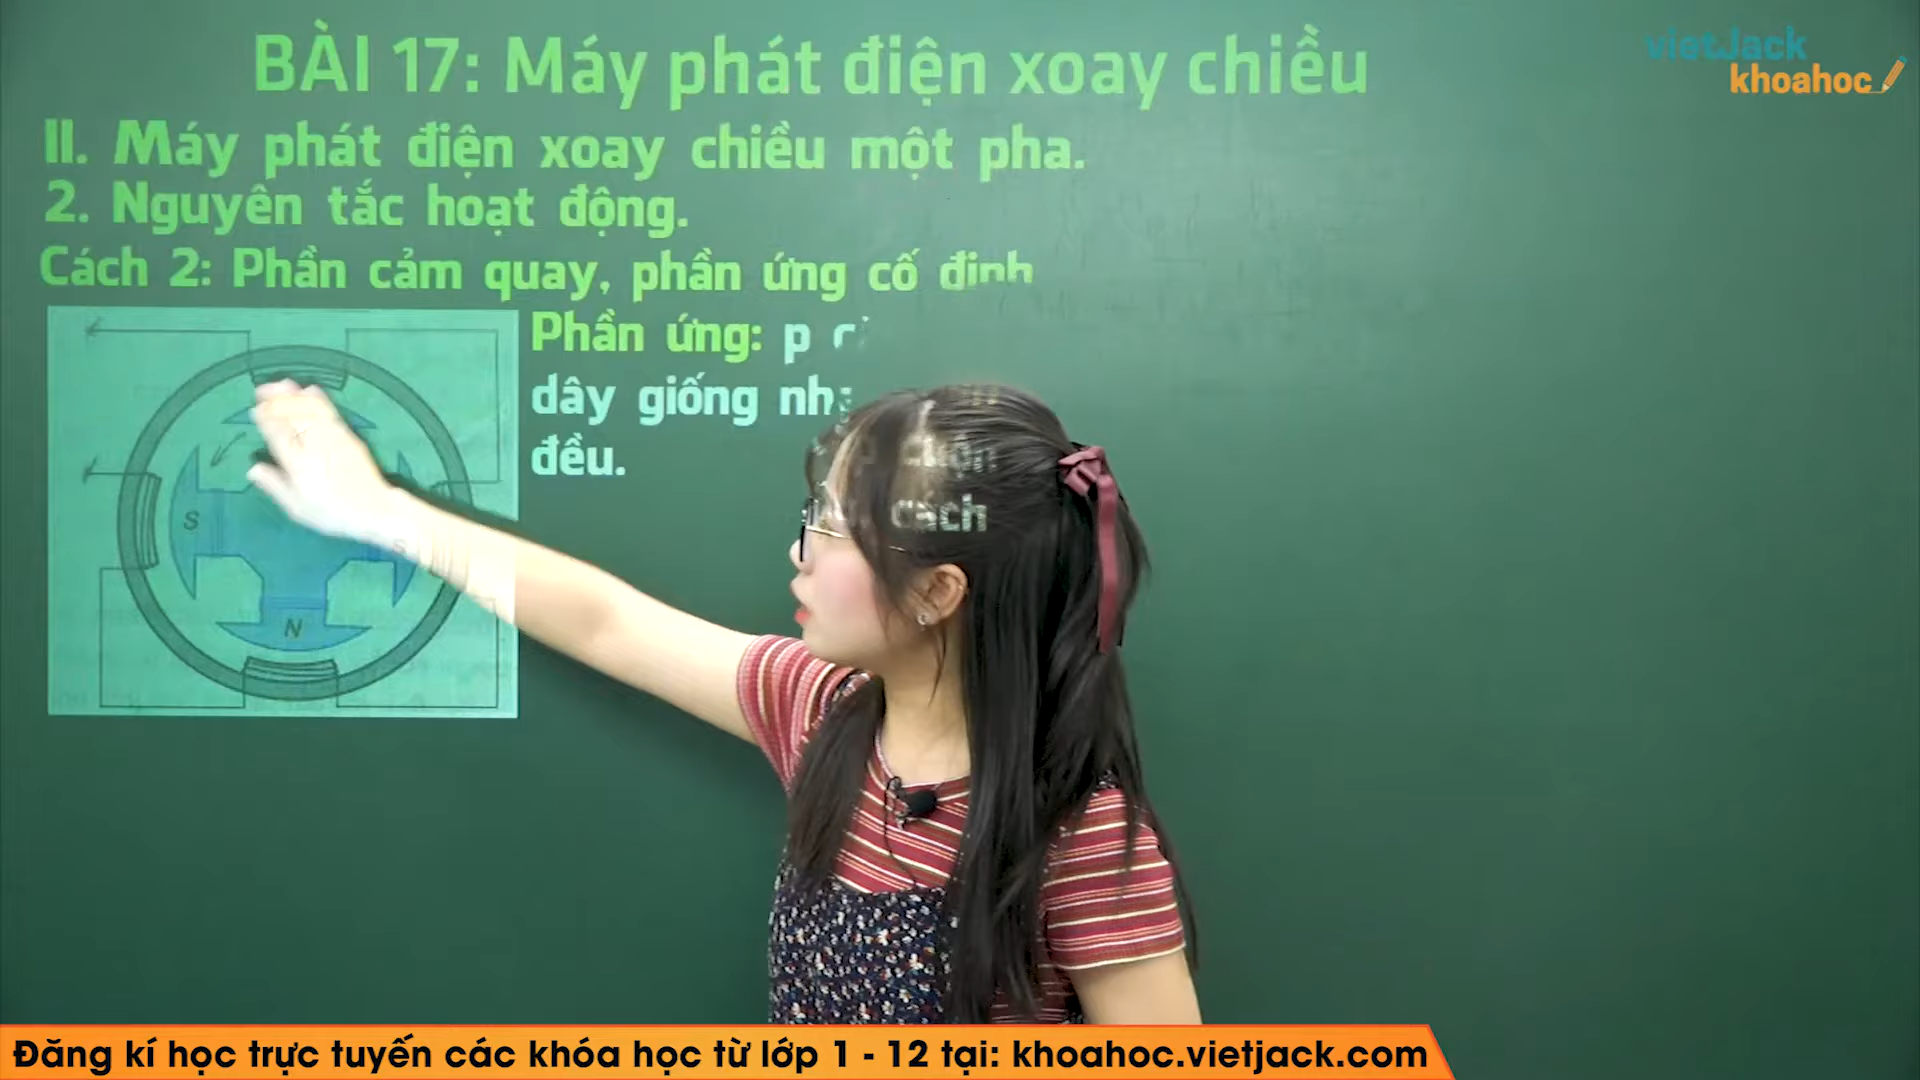 BÀI 17: Máy phát điện xoay chiều
vietJack
khoahoc
II. Máy phát điện xoay chiều một pha.
2. Nguyên tắc hoạt động.
Cách 2: Phần cảm quay, phần ứng cố định
Phần ứng: p
dây giống
đều.
cách
S
S
N
Đăng kí học trực tuyến các khóa học từ lớp 1 - 12 tại: khoahoc.vietjack.com